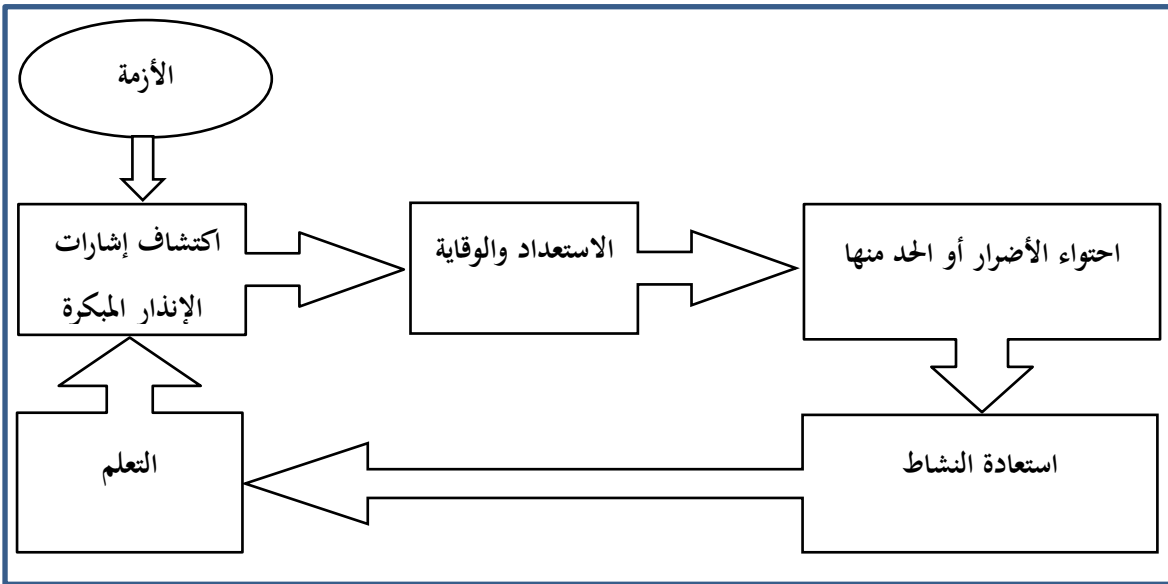 الأزمة
اكتشاف إشارات
الإنذار المبكرة
الاستعداد والوقاية
احتواء الأضرار أو الحد منها
استعادة النشاط
التعلم